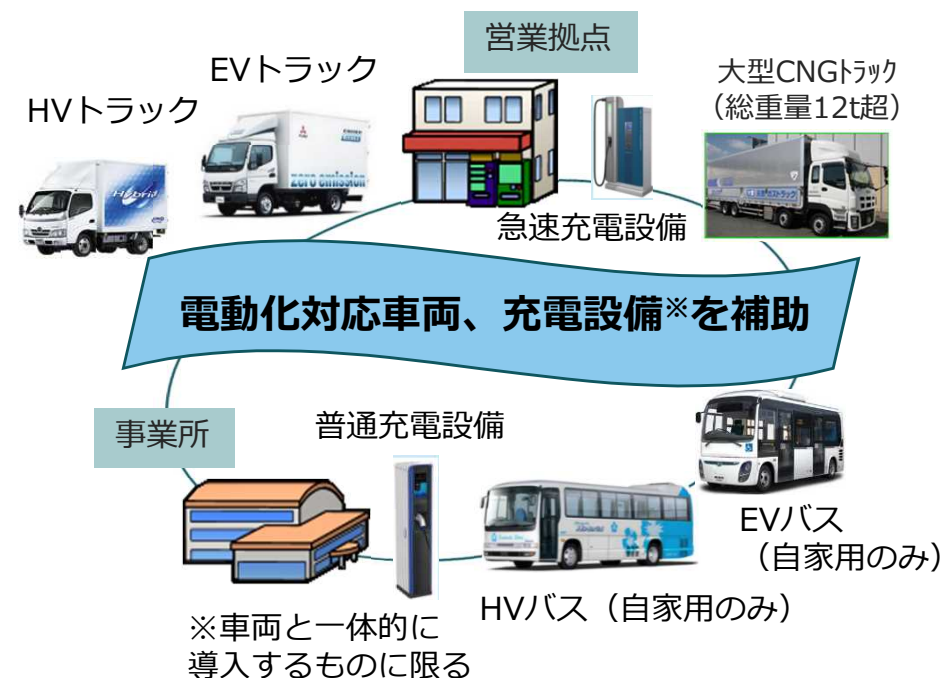 営業拠点
EVトラック
HVトラック
大型CNGﾄﾗｯｸ
（総重量12t超）
Hybrid
zero emission
急速充電設備
電動化対応車両、充電設備※を補助
事業所
普通充電設備
EVバス
（自家用のみ）
HVバス（自家用のみ）
※車両と一体的に
導入するものに限る